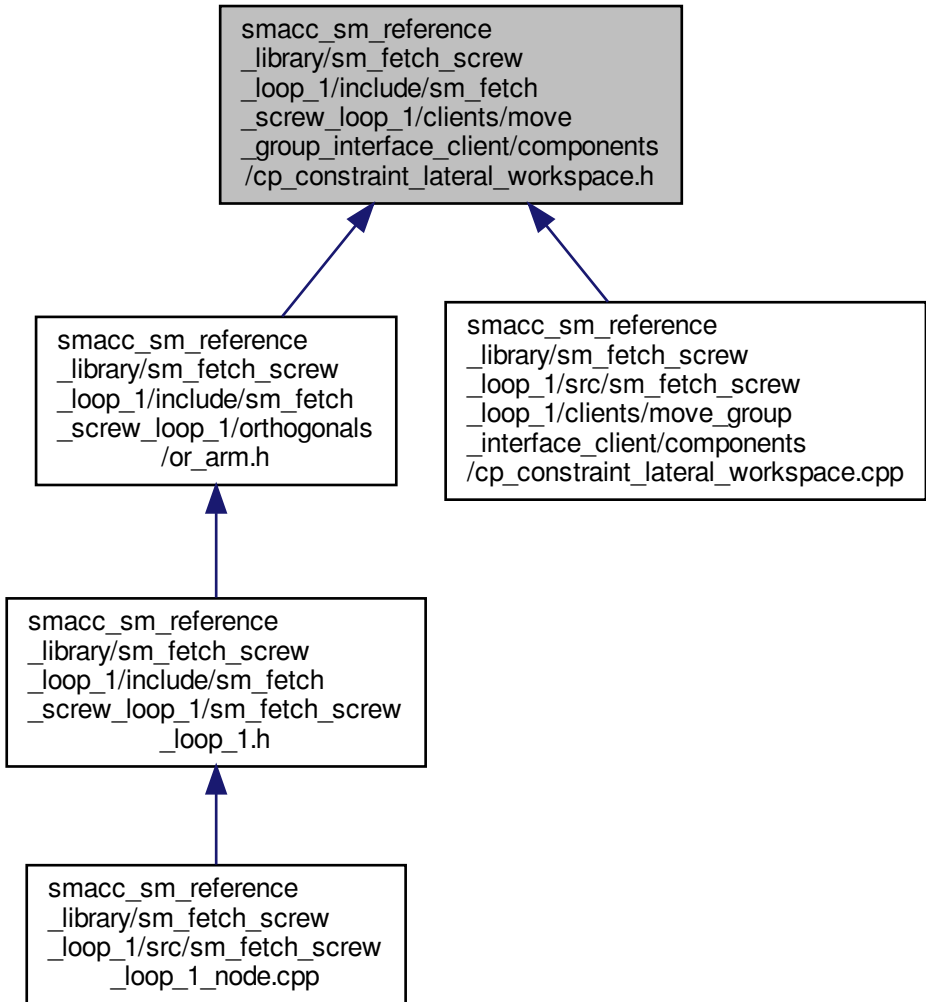 smacc_sm_reference
_library/sm_fetch_screw
_loop_1/include/sm_fetch
_screw_loop_1/clients/move
_group_interface_client/components
/cp_constraint_lateral_workspace.h
smacc_sm_reference
_library/sm_fetch_screw
_loop_1/include/sm_fetch
_screw_loop_1/orthogonals
/or_arm.h
smacc_sm_reference
_library/sm_fetch_screw
_loop_1/src/sm_fetch_screw
_loop_1/clients/move_group
_interface_client/components
/cp_constraint_lateral_workspace.cpp
smacc_sm_reference
_library/sm_fetch_screw
_loop_1/include/sm_fetch
_screw_loop_1/sm_fetch_screw
_loop_1.h
smacc_sm_reference
_library/sm_fetch_screw
_loop_1/src/sm_fetch_screw
_loop_1_node.cpp